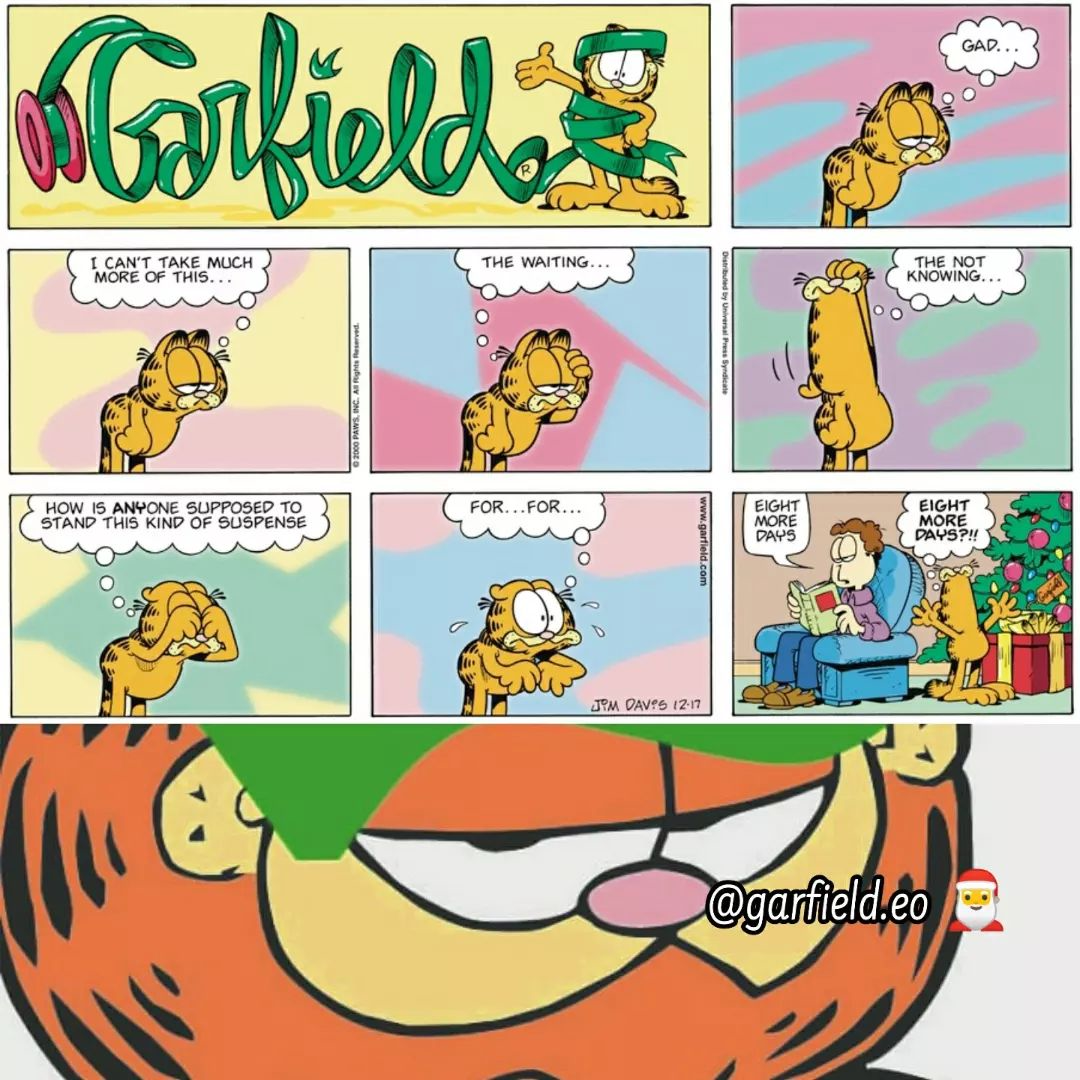 Garfield
®
GAD...
I CAN'T TAKE MUCH
MORE OF THIS...
© 2000 PAWS, INC. All Rights Reserved.
THE WAITING...
Distributed by Universal Press Syndicate
THE NOT
KNOWING...
HOW IS ANYONE SUPPOSED TO
STAND THIS KIND OF SUSPENSE
FOR...FOR...
JIM DAVIS 12-17
www.garfield.com
EIGHT
MORE
DAYS
EIGHT
MORE
DAYS?!!
@garfield.eo 🎅